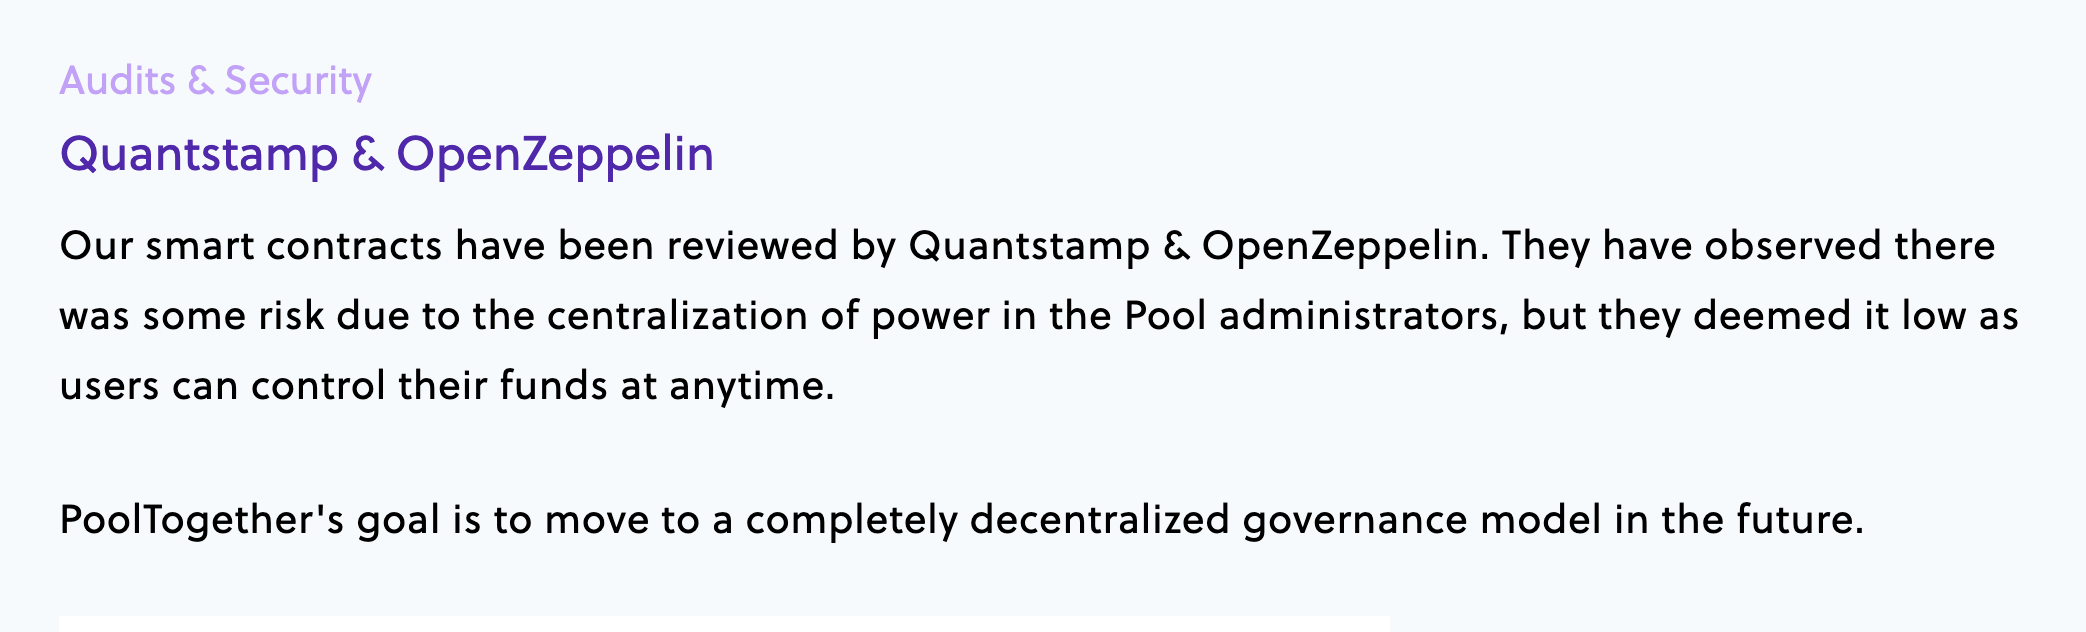 Audits & Security
Quantstamp & OpenZeppelin
Our smart contracts have been reviewed by Quantstamp & OpenZeppelin. They have observed there
was some risk due to the centralization of power in the Pool administrators, but they deemed it low as
users can control their funds at anytime.
PoolTogether's goal is to move to a completely decentralized governance model in the future.